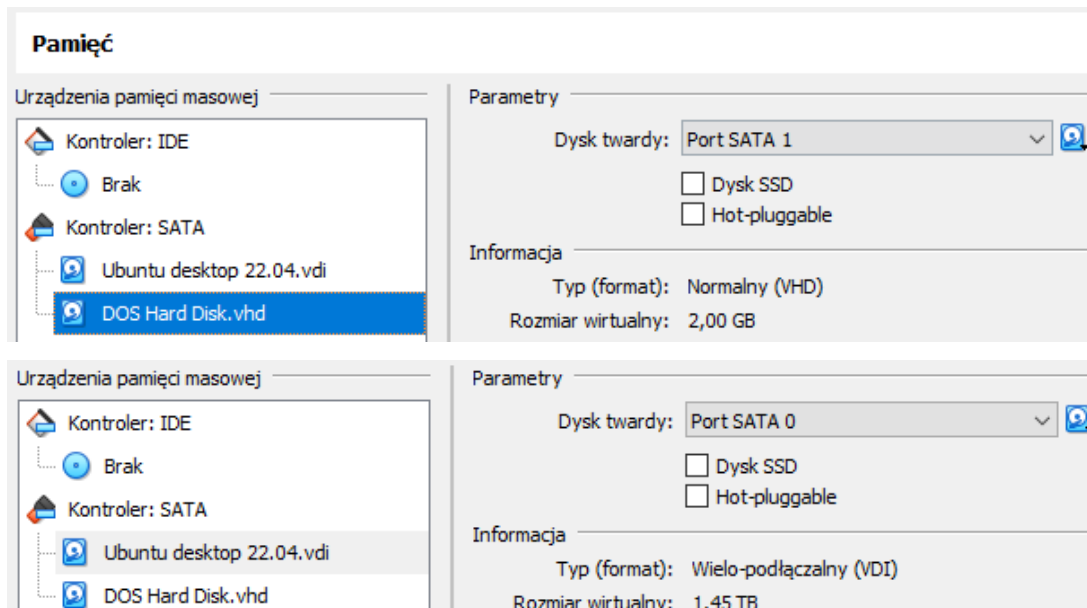 Pamięć
Urządzenia pamięci masowej
Parametry
Kontroler: IDE
Dysk twardy: Port SATA 1
Brak
Dysk SSD
Kontroler: SATA
Hot-pluggable
Informacja
Ubuntu desktop 22.04.vdi
Typ (format): Normalny (VHD)
DOS Hard Disk.vhd
Rozmiar wirtualny: 2,00 GB
Urządzenia pamięci masowej
Parametry
Kontroler: IDE
Dysk twardy: Port SATA 0
Brak
Dysk SSD
Kontroler: SATA
Hot-pluggable
Informacja
Ubuntu desktop 22.04.vdi
Typ (format): Wielo-podłączalny (VDI)
DOS Hard Disk.vhd
Rozmiar wirtualny: 1,45 TB